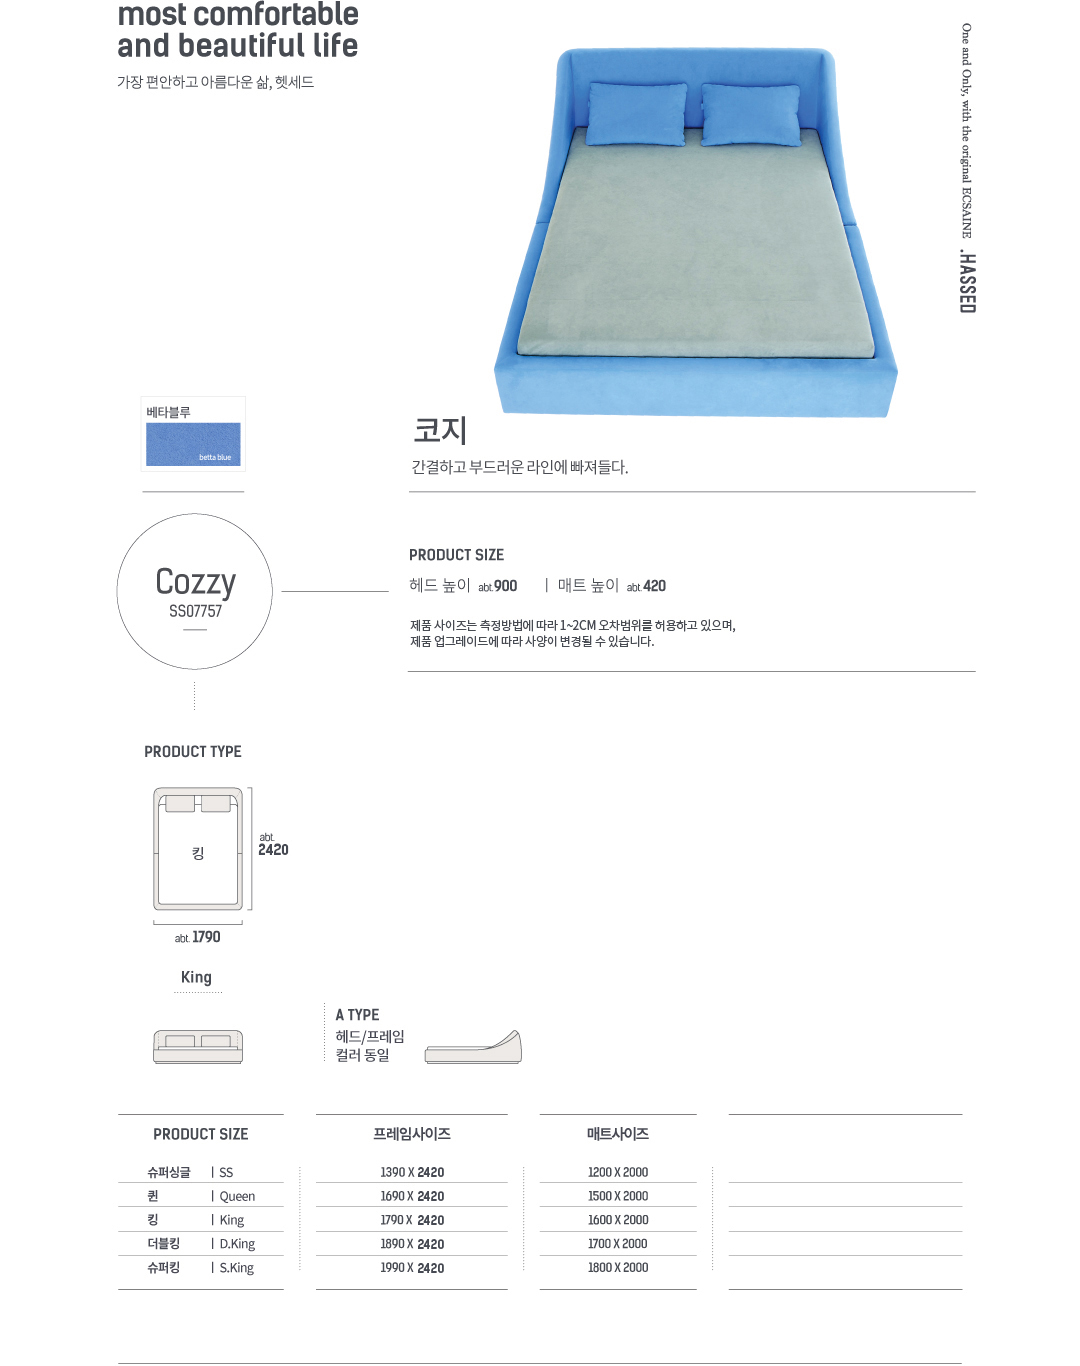 most comfortable
and beautiful life
가장 편안하고 아름다운 삶, 헷세드
One and Only, with the original ECSAINE .HASSED
베타블루
betta blue
코지
간결하고 부드러운 라인에 빠져들다.
Cozzy
SS07757
PRODUCT SIZE
헤드 높이 abt.900 | 매트 높이 abt.420
제품 사이즈는 측정방법에 따라 1~2CM 오차범위를 허용하고 있으며,
제품 업그레이드에 따라 사양이 변경될 수 있습니다.
PRODUCT TYPE
킹
abt.
2420
abt. 1790
King
A TYPE
헤드/프레임
컬러 동일
PRODUCT SIZE 프레임사이즈 매트사이즈
슈퍼싱글 | SS 1390 X 2420 1200 X 2000
퀸 | Queen 1690 X 2420 1500 X 2000
킹 | King 1790 X 2420 1600 X 2000
더블킹 | D.King 1890 X 2420 1700 X 2000
슈퍼킹 | S.King 1990 X 2420 1800 X 2000